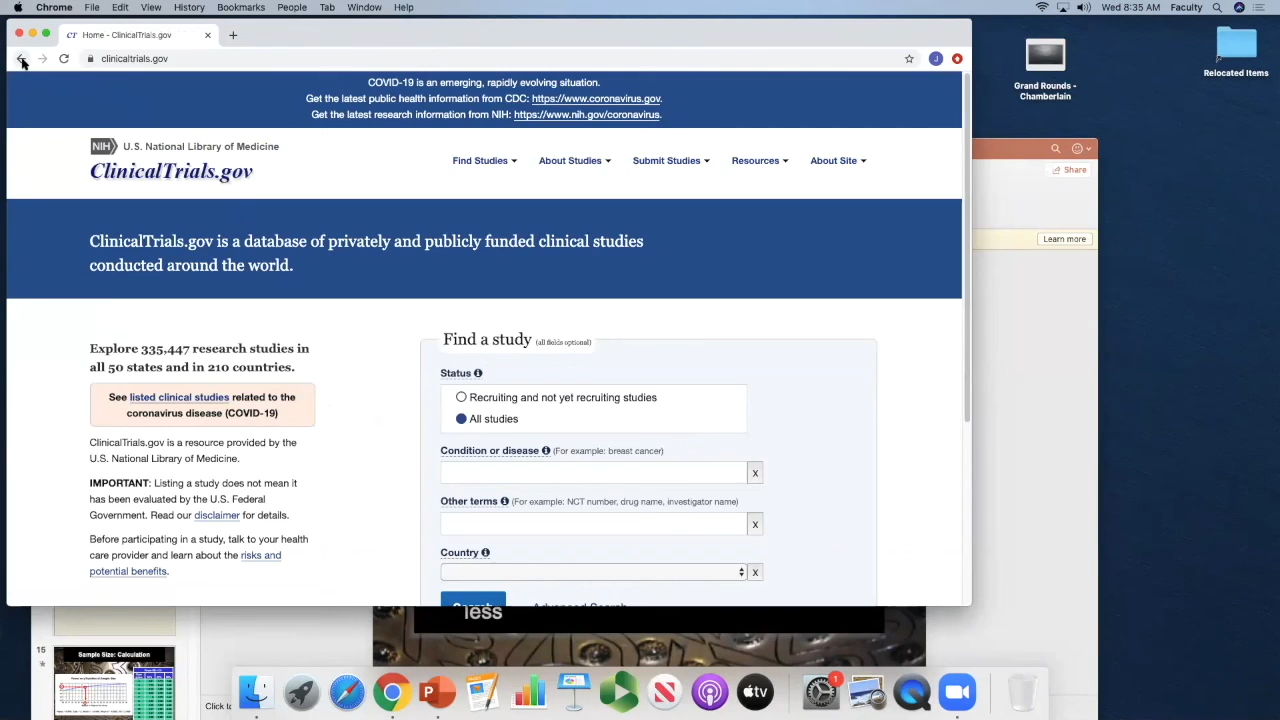 Chrome File Edit View History Bookmarks People Tab Window Help
Wed 8:35 AM Faculty
CT Home - ClinicalTrials.gov
clinicaltrials.gov
J
COVID-19 is an emerging, rapidly evolving situation.
Get the latest public health information from CDC: https://www.coronavirus.gov.
Get the latest research information from NIH: https://www.nih.gov/coronavirus.
NIH U.S. National Library of Medicine
ClinicalTrials.gov
Find Studies About Studies Submit Studies Resources About Site
ClinicalTrials.gov is a database of privately and publicly funded clinical studies
conducted around the world.
Explore 335,447 research studies in
all 50 states and in 210 countries.
See listed clinical studies related to the
coronavirus disease (COVID-19)
ClinicalTrials.gov is a resource provided by the
U.S. National Library of Medicine.
IMPORTANT: Listing a study does not mean it
has been evaluated by the U.S. Federal
Government. Read our disclaimer for details.
Before participating in a study, talk to your health
care provider and learn about the risks and
potential benefits.
Find a study (all fields optional)
Status
Recruiting and not yet recruiting studies
All studies
Condition or disease (For example: breast cancer)
X
Other terms (For example: NCT number, drug name, investigator name)
X
Country
X
Search Advanced Search
Grand Rounds -
Chamberlain
Relocated Items
Share
Learn more
less
15
Sample Size: Calculation
Click to
P
1
tv